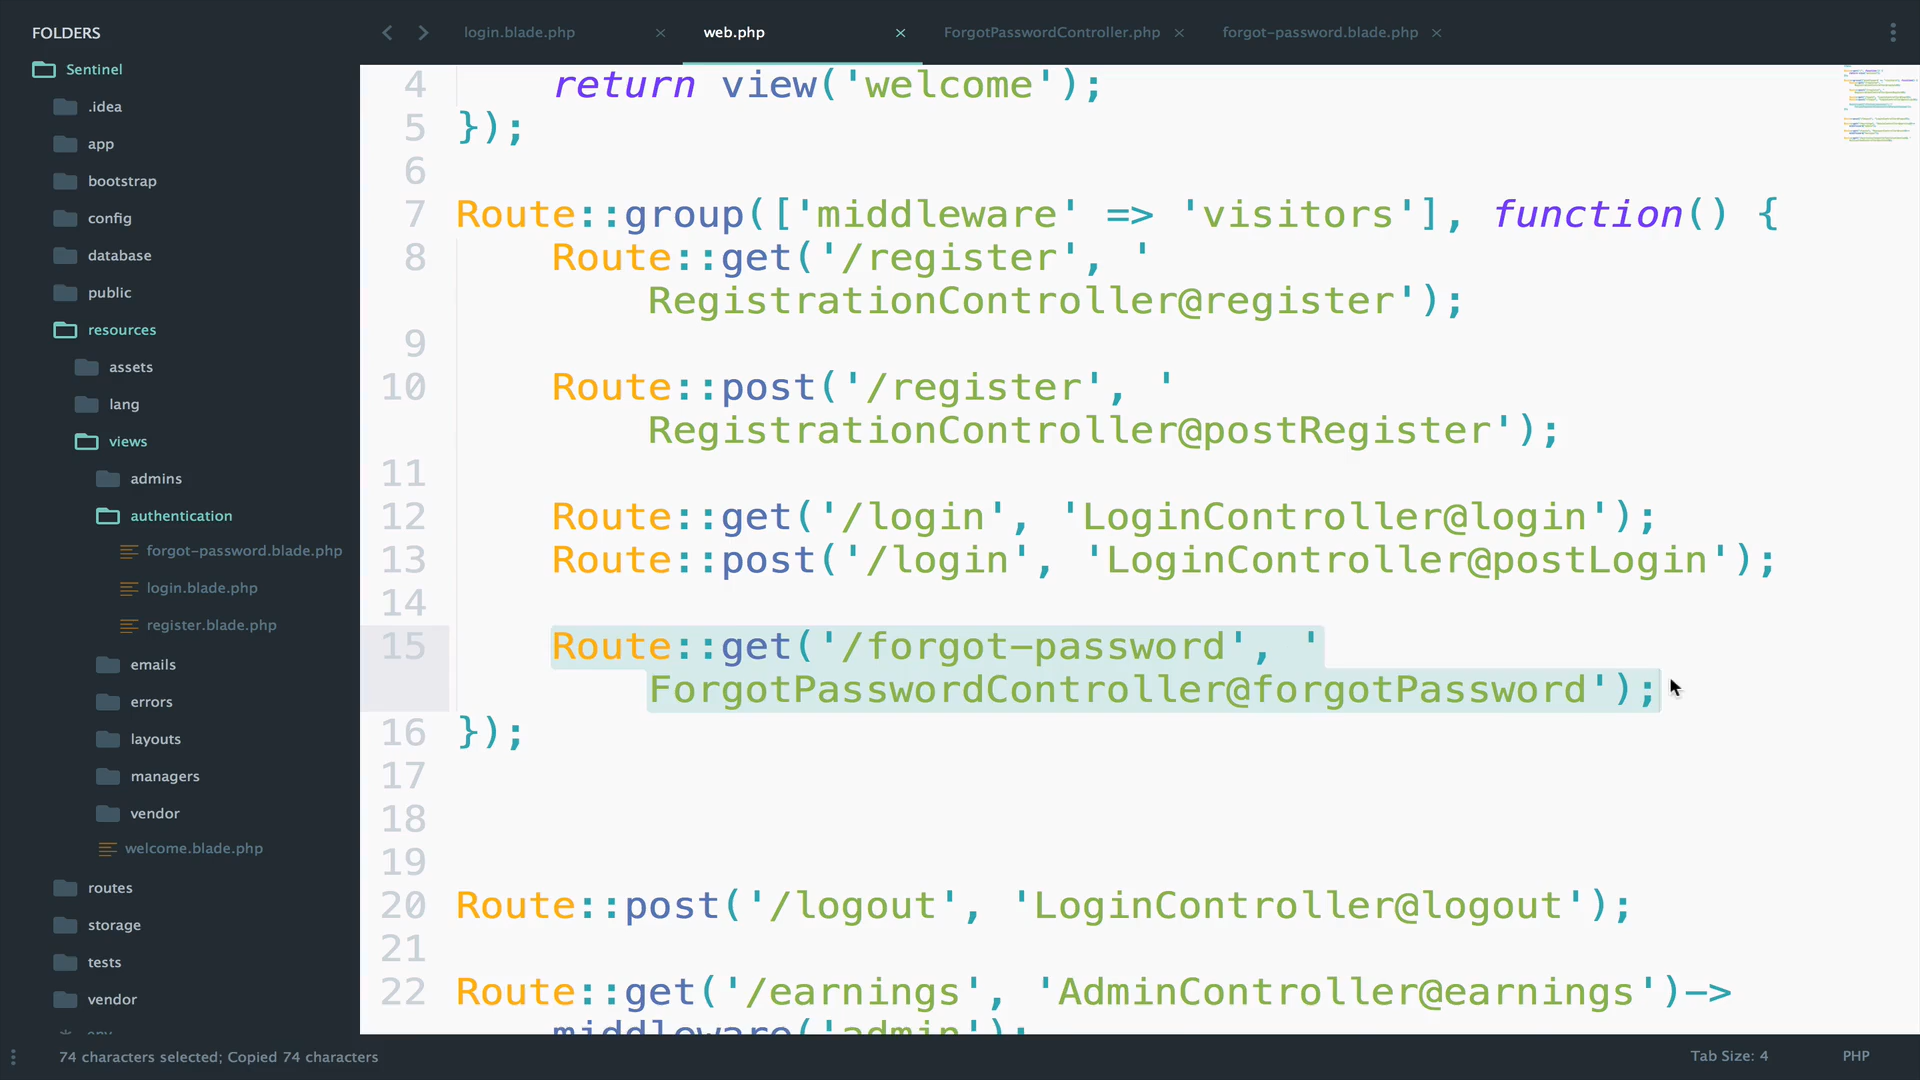 FOLDERS
Sentinel
.idea
app
bootstrap
config
database
public
resources
assets
lang
views
admins
authentication
forgot-password.blade.php
login.blade.php
register.blade.php
emails
errors
layouts
managers
vendor
welcome.blade.php
routes
storage
tests
vendor
login.blade.php
web.php
ForgotPasswordController.php
forgot-password.blade.php
4 return view('welcome');
5 });
6
7 Route::group(['middleware' => 'visitors'], function() {
8 Route::get('/register', '
RegistrationController@register');
9
10 Route::post('/register', '
RegistrationController@postRegister');
11
12 Route::get('/login', 'LoginController@login');
13 Route::post('/login', 'LoginController@postLogin');
14
15 Route::get('/forgot-password', '
ForgotPasswordController@forgotPassword');
16 });
17
18
19
20 Route::post('/logout', 'LoginController@logout');
21
22 Route::get('/earnings', 'AdminController@earnings')->
middleware('admin');
74 characters selected; Copied 74 characters
Tab Size: 4
PHP